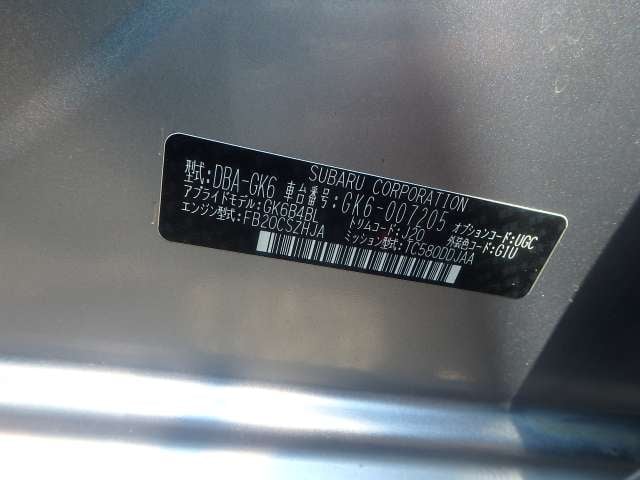 SUBARU CORPORATION
型式:DBA-GK6 車台番号:GK6-007205 オプションコード:UGC
アプライドモデル:GK6B4BL トリムコード:J20 外装色コード:G1U
エンジン型式:FB20CSZHJA ミッション型式:TC580DDJAA